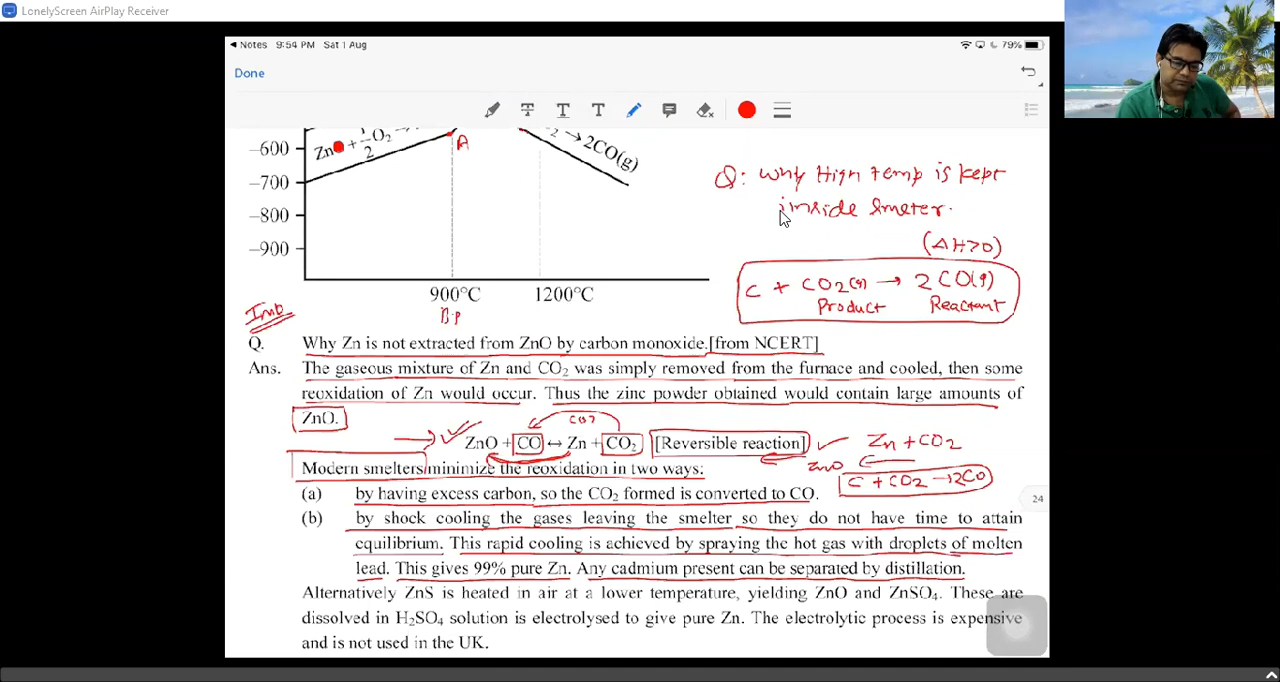 LonelyScreen AirPlay Receiver
Notes 9:54 PM Sat 1 Aug 79%
Done
T T T
-600
-700
-800
-900
→ 2CO(g)
A
900°C 1200°C
B.p
Q: why High temp is kept
inside smeter.
(ΔH>0)
C + CO2(g) → 2CO(g)
Product Reactant
Imp
Q. Why Zn is not extracted from ZnO by carbon monoxide.[from NCERT]
Ans. The gaseous mixture of Zn and CO₂ was simply removed from the furnace and cooled, then some
reoxidation of Zn would occur. Thus the zinc powder obtained would contain large amounts of
ZnO.
ZnO + CO ↔ Zn + CO₂ [Reversible reaction] Zn + CO2
ZnO
Modern smelters minimize the reoxidation in two ways: C + CO2 → 2CO
(a) by having excess carbon, so the CO₂ formed is converted to CO.
24
(b) by shock cooling the gases leaving the smelter so they do not have time to attain
equilibrium. This rapid cooling is achieved by spraying the hot gas with droplets of molten
lead. This gives 99% pure Zn. Any cadmium present can be separated by distillation.
Alternatively ZnS is heated in air at a lower temperature, yielding ZnO and ZnSO₄. These are
dissolved in H₂SO₄ solution is electrolysed to give pure Zn. The electrolytic process is expensive
and is not used in the UK.